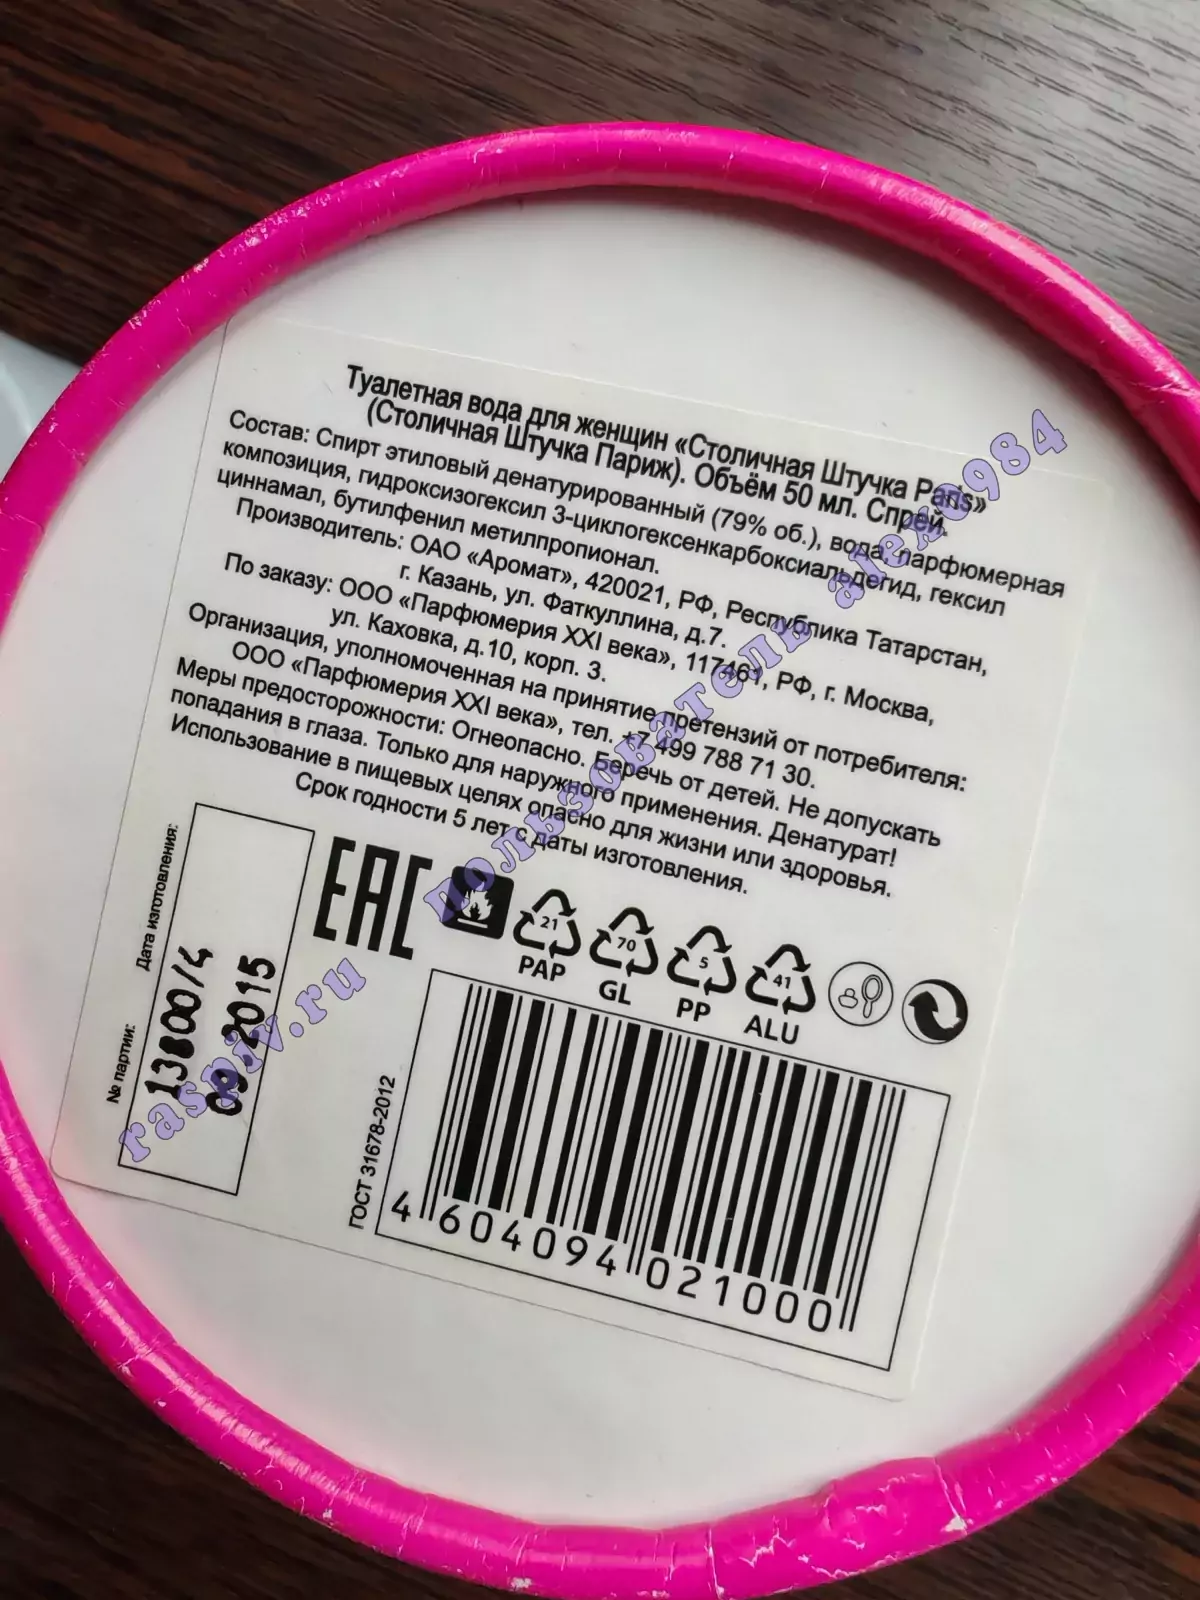 Туалетная вода для женщин «Столичная Штучка Paris»
(Столичная Штучка Париж). Объём 50 мл. Спрей.
Состав: Спирт этиловый денатурированный (79% об.), вода, парфюмерная
композиция, гидроксизогексил 3-циклогексенкарбоксиальдегид, гексил
циннамал, бутилфенил метилпропионал.
Производитель: ОАО «Аромат», 420021, РФ, Республика Татарстан,
г. Казань, ул. Фаткуллина, д.7.
По заказу: ООО «Парфюмерия XXI века», 117461, РФ, г. Москва,
ул. Каховка, д.10, корп. 3.
Организация, уполномоченная на принятие претензий от потребителя:
ООО «Парфюмерия XXI века», тел. +7 499 788 71 30.
Меры предосторожности: Огнеопасно. Беречь от детей. Не допускать
попадания в глаза. Только для наружного применения. Денатурат!
Использование в пищевых целях опасно для жизни или здоровья.
Срок годности 5 лет с даты изготовления.
№ партии: Дата изготовления:
13800/4
09.2015
EAC
21 PAP
70 GL
5 PP
41 ALU
ГОСТ 31678-2012
4 604094 021000
пользователь alex0984
raspiv.ru